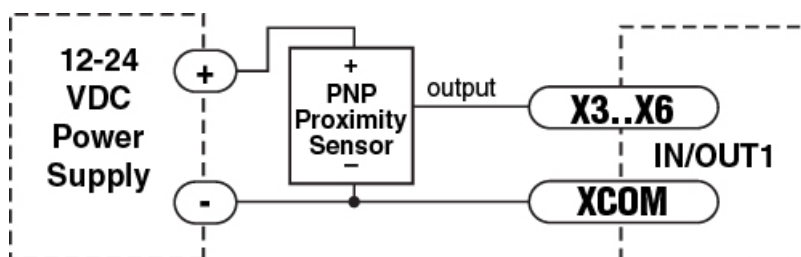 12-24
VDC
Power
Supply
+
-
+
PNP
Proximity
Sensor
–
output
X3..X6
IN/OUT1
XCOM